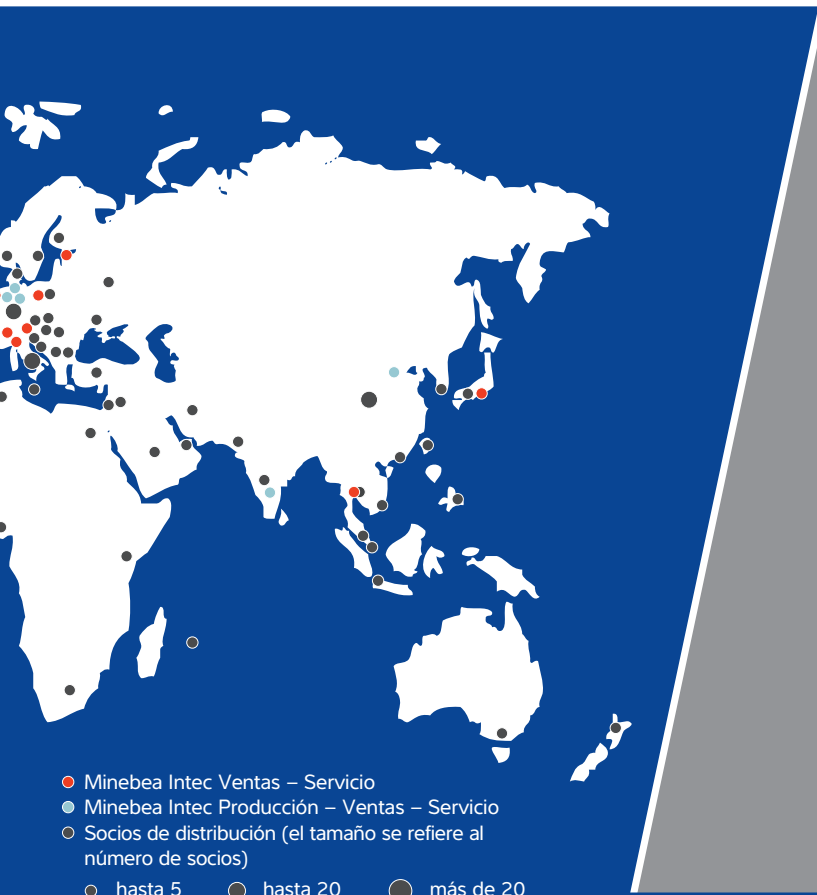 Minebea Intec Ventas – Servicio
Minebea Intec Producción – Ventas – Servicio
Socios de distribución (el tamaño se refiere al
número de socios)
hasta 5 hasta 20 más de 20